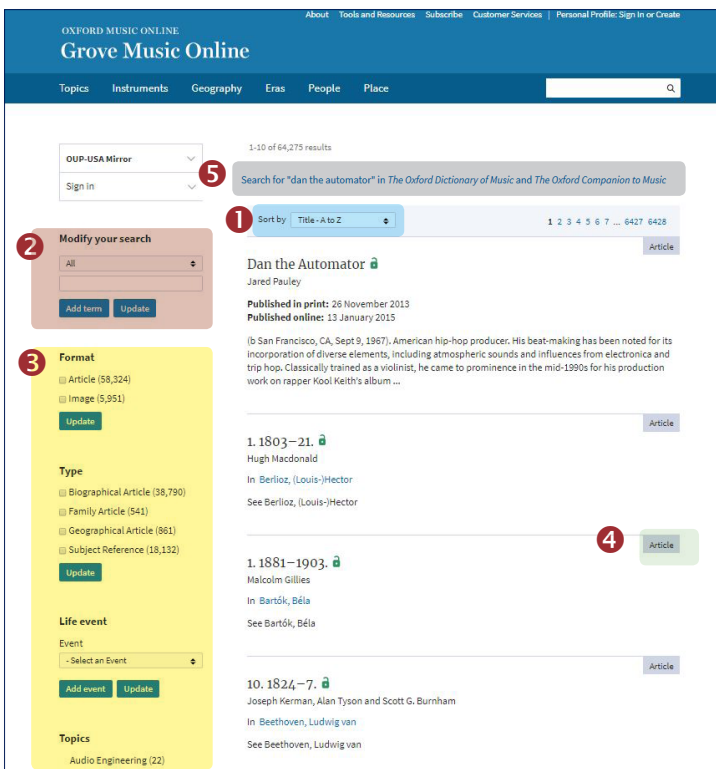 About Tools and Resources Subscribe Customer Services | Personal Profile: Sign In or Create
OXFORD MUSIC ONLINE
Grove Music Online
Topics Instruments Geography Eras People Place
OUP-USA Mirror
Sign in
2
Modify your search
All
Add term Update
3
Format
Article (58,324)
Image (5,951)
Update
Type
Biographical Article (38,790)
Family Article (541)
Geographical Article (861)
Subject Reference (18,132)
Update
Life event
Event
- Select an Event
Add event Update
Topics
Audio Engineering (22)
1-10 of 64,275 results
5
Search for "dan the automator" in The Oxford Dictionary of Music and The Oxford Companion to Music
1
Sort by Title - A to Z
1 2 3 4 5 6 7 ... 6427 6428
Article
Dan the Automator
Jared Pauley
Published in print: 26 November 2013
Published online: 13 January 2015
(b San Francisco, CA, Sept 9, 1967). American hip-hop producer. His beat-making has been noted for its
incorporation of diverse elements, including atmospheric sounds and influences from electronica and
trip hop. Classically trained as a violinist, he came to prominence in the mid-1990s for his production
work on rapper Kool Keith's album ...
Article
1. 1803–21.
Hugh Macdonald
In Berlioz, (Louis-)Hector
See Berlioz, (Louis-)Hector
4
Article
1. 1881–1903.
Malcolm Gillies
In Bartók, Béla
See Bartók, Béla
Article
10. 1824–7.
Joseph Kerman, Alan Tyson and Scott G. Burnham
In Beethoven, Ludwig van
See Beethoven, Ludwig van